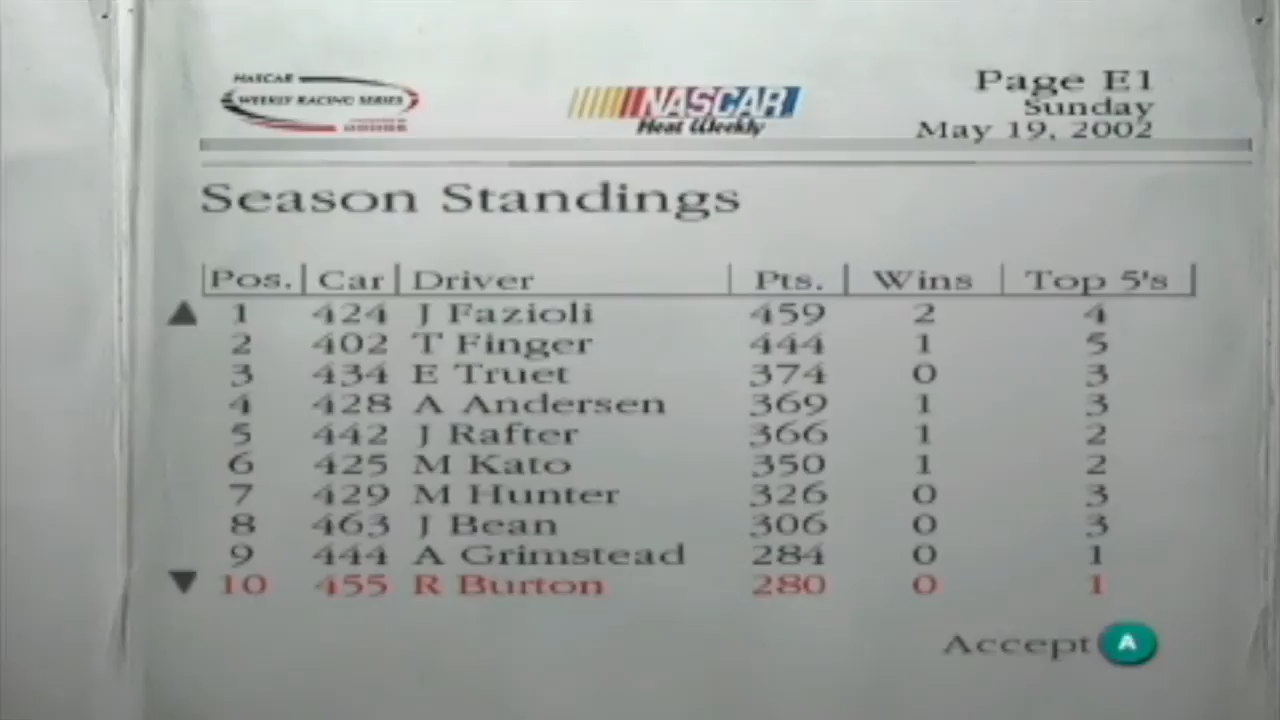 NASCAR
WEEKLY RACING SERIES
NASCAR
Heat Weekly
Page E1
Sunday
May 19, 2002
Season Standings
Pos. Car Driver Pts. Wins Top 5's
1 424 J Fazioli 459 2 4
2 402 T Finger 444 1 5
3 434 E Truet 374 0 3
4 428 A Andersen 369 1 3
5 442 J Rafter 366 1 2
6 425 M Kato 350 1 2
7 429 M Hunter 326 0 3
8 463 J Bean 306 0 3
9 444 A Grimstead 284 0 1
10 455 R Burton 280 0 1
Accept A